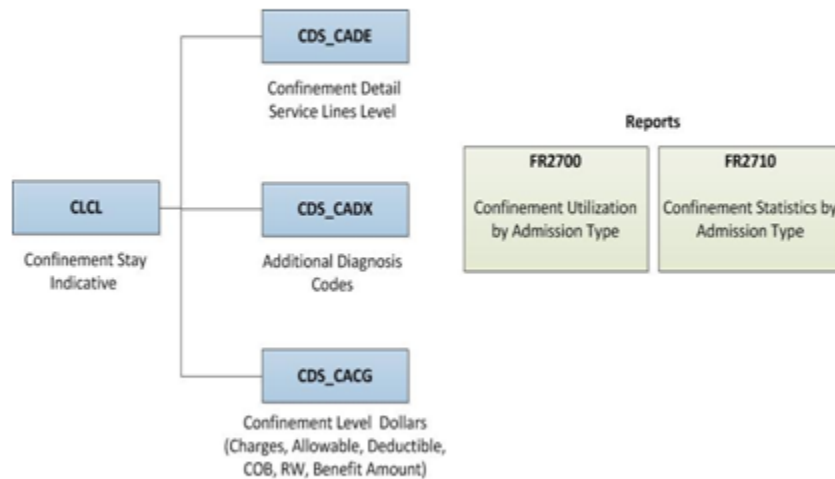 CDS_CADE
Confinement Detail
Service Lines Level
CLCL
Confinement Stay
Indicative
CDS_CADX
Additional Diagnosis
Codes
CDS_CACG
Confinement Level Dollars
(Charges, Allowable, Deductible,
COB, RW, Benefit Amount)
Reports
FR2700
Confinement Utilization
by Admission Type
FR2710
Confinement Statistics by
Admission Type